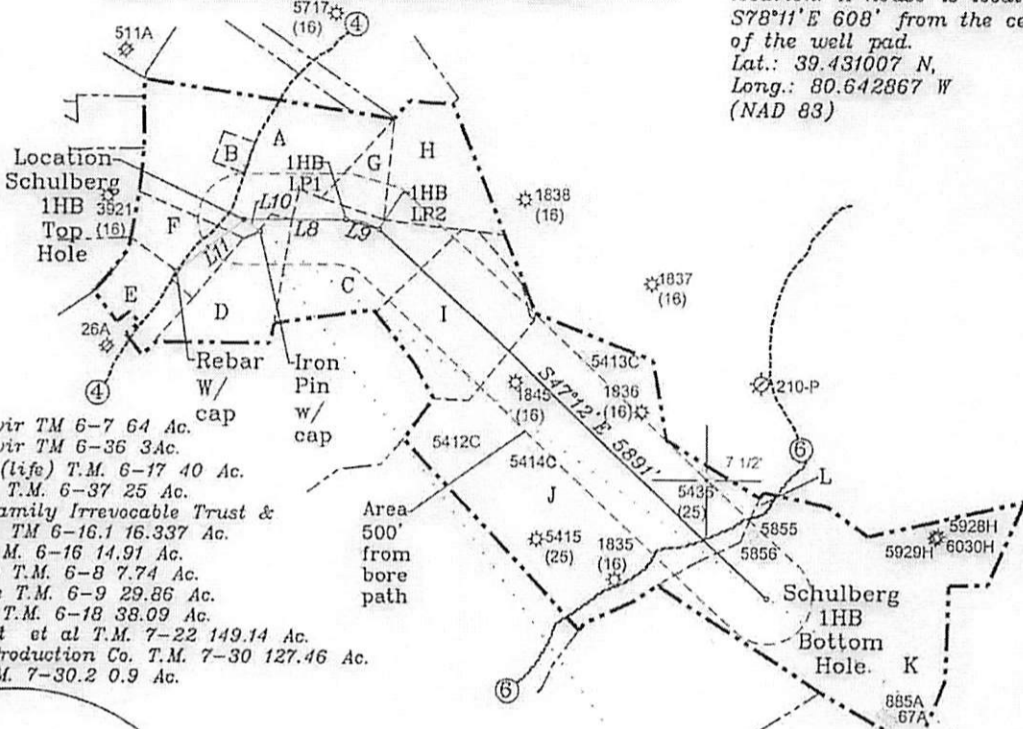 S78°11'E 608' from the
of the well pad.
Lat.: 39.431007 N,
Long.: 80.642867 W
(NAD 83)
5717
(16)
4
511A
A
B
G
H
Location
Schulberg
1HB
Top
Hole
3921
(16)
1HB
LP1
1HB
LR2
L10
L8
L9
L11
F
E
D
C
I
1838
(16)
1837
(16)
26A
4
Rebar
W/
cap
Iron
Pin
w/
cap
5413C
1845
(16)
1836
(16)
S47°12'E 5891'
210-P
6
7 1/2'
L
5412C
5414C
5436
(25)
J
Area
500'
from
bore
path
5415
(25)
1835
(16)
5855
5856
5928H
5929H
6030H
Schulberg
1HB
Bottom
Hole
K
6
885A
67A
TM 6-7 64 Ac.
TM 6-36 3Ac.
(life) T.M. 6-17 40 Ac.
T.M. 6-37 25 Ac.
Irrevocable Trust &
TM 6-16.1 16.337 Ac.
6-16 14.91 Ac.
T.M. 6-8 7.74 Ac.
T.M. 6-9 29.86 Ac.
T.M. 6-18 38.09 Ac.
et al T.M. 7-22 149.14 Ac.
Co. T.M. 7-30 127.46 Ac.
7-30.2 0.9 Ac.